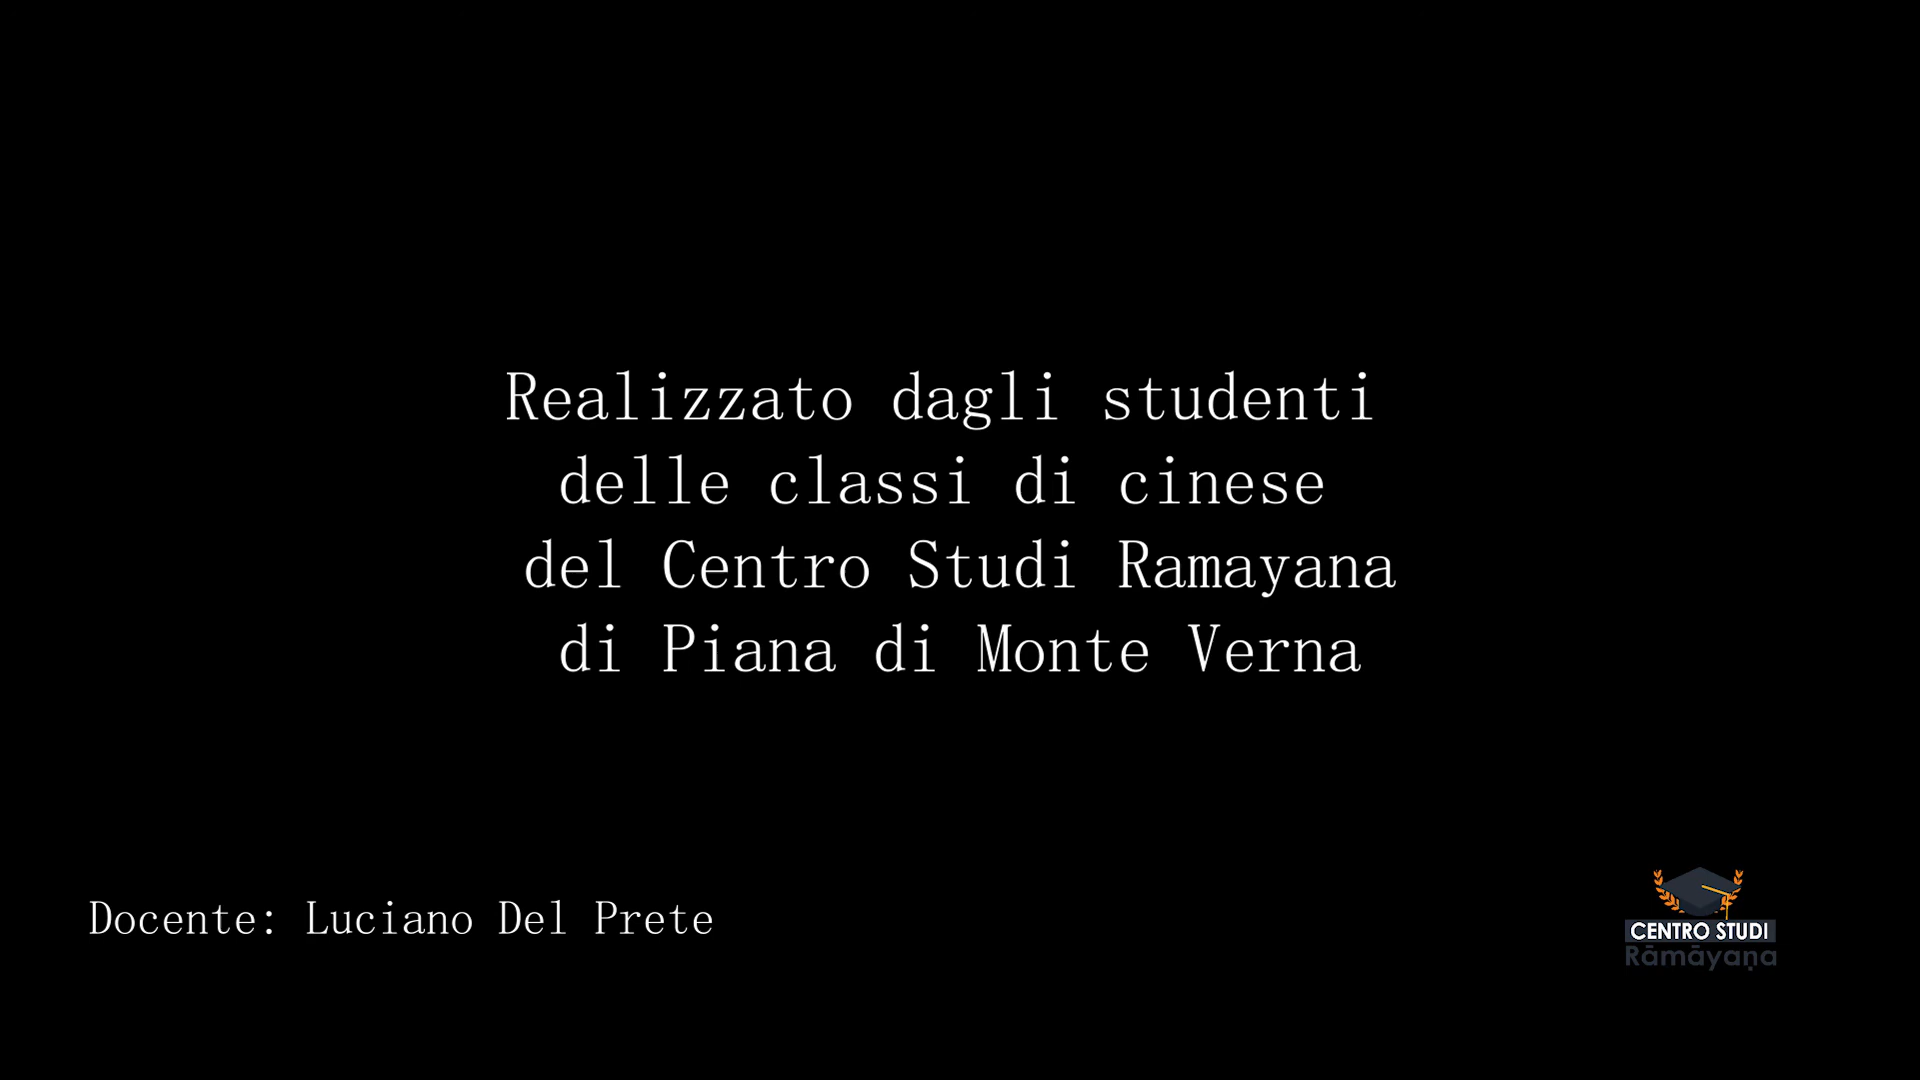 Realizzato dagli studenti
delle classi di cinese
del Centro Studi Ramayana
di Piana di Monte Verna
Docente: Luciano Del Prete
CENTRO STUDI
Rāmāyaṇa